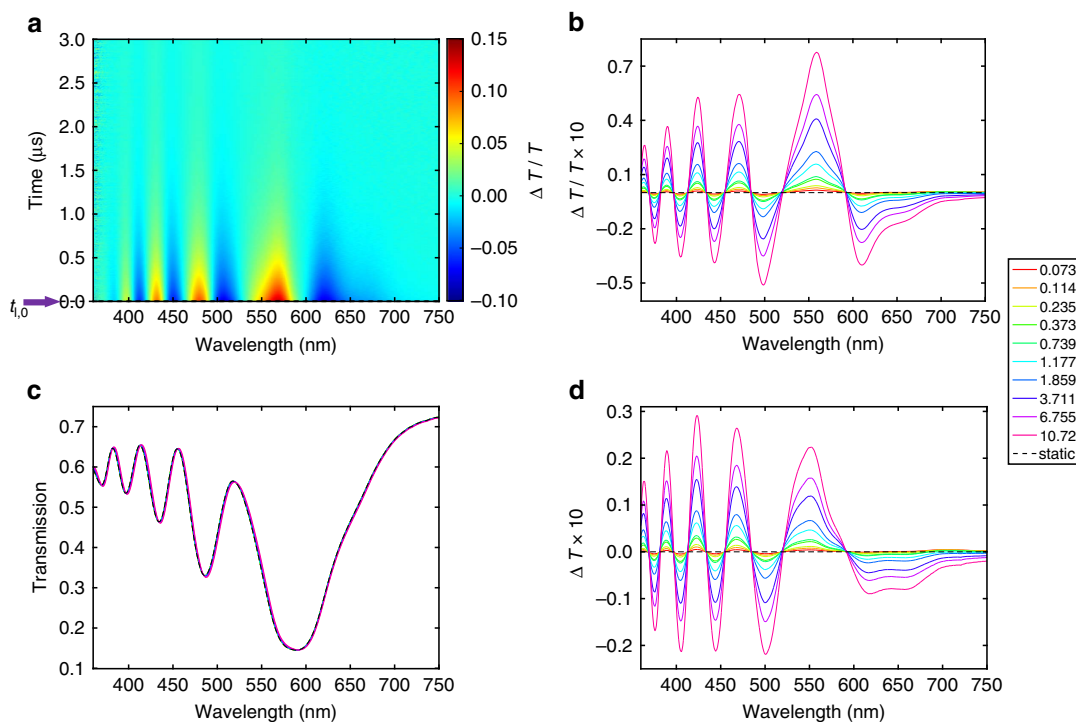 a
3.0
2.5
2.0
1.5
1.0
0.5
0.0
t_I,0
Time (µs)
400 450 500 550 600 650 700 750
Wavelength (nm)
0.15
0.10
0.05
0.00
−0.05
−0.10
Δ T / T
b
0.7
0.4
0.1
−0.2
−0.5
Δ T / T × 10
400 450 500 550 600 650 700 750
Wavelength (nm)
0.073
0.114
0.235
0.373
0.739
1.177
1.859
3.711
6.755
10.72
static
c
0.7
0.6
0.5
0.4
0.3
0.2
0.1
Transmission
400 450 500 550 600 650 700 750
Wavelength (nm)
d
0.3
0.2
0.1
0.0
−0.1
−0.2
Δ T × 10
400 450 500 550 600 650 700 750
Wavelength (nm)